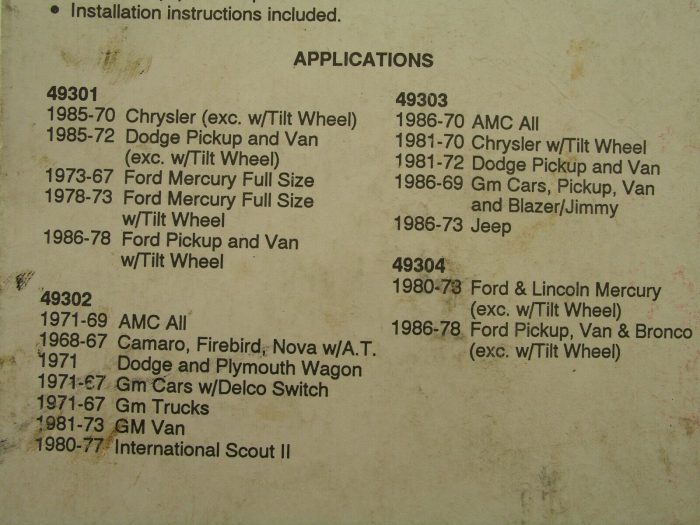 • Installation instructions included.
APPLICATIONS
49301
1985-70 Chrysler (exc. w/Tilt Wheel)
1985-72 Dodge Pickup and Van
(exc. w/Tilt Wheel)
1973-67 Ford Mercury Full Size
1978-73 Ford Mercury Full Size
w/Tilt Wheel
1986-78 Ford Pickup and Van
w/Tilt Wheel
49302
1971-69 AMC All
1968-67 Camaro, Firebird, Nova w/A.T.
1971 Dodge and Plymouth Wagon
1971-67 Gm Cars w/Delco Switch
1971-67 Gm Trucks
1981-73 GM Van
1980-77 International Scout II
49303
1986-70 AMC All
1981-70 Chrysler w/Tilt Wheel
1981-72 Dodge Pickup and Van
1986-69 Gm Cars, Pickup, Van
and Blazer/Jimmy
1986-73 Jeep
49304
1980-73 Ford & Lincoln Mercury
(exc. w/Tilt Wheel)
1986-78 Ford Pickup, Van & Bronco
(exc. w/Tilt Wheel)